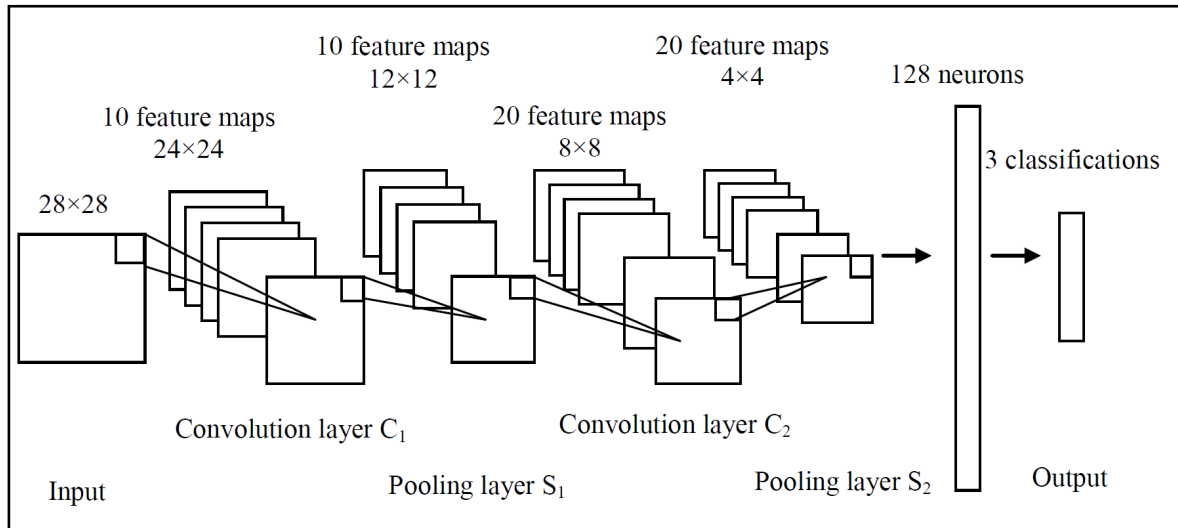 10 feature maps
12×12
20 feature maps
4×4
128 neurons
10 feature maps
24×24
20 feature maps
8×8
3 classifications
28×28
Convolution layer C₁
Convolution layer C₂
Input
Pooling layer S₁
Pooling layer S₂
Output